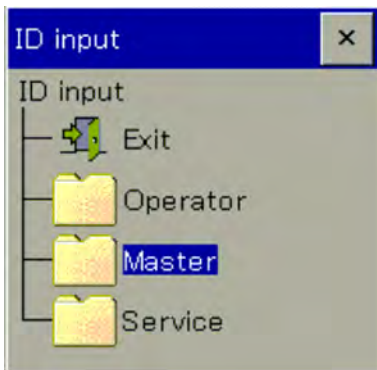 ID input
ID input
Exit
Operator
Master
Service